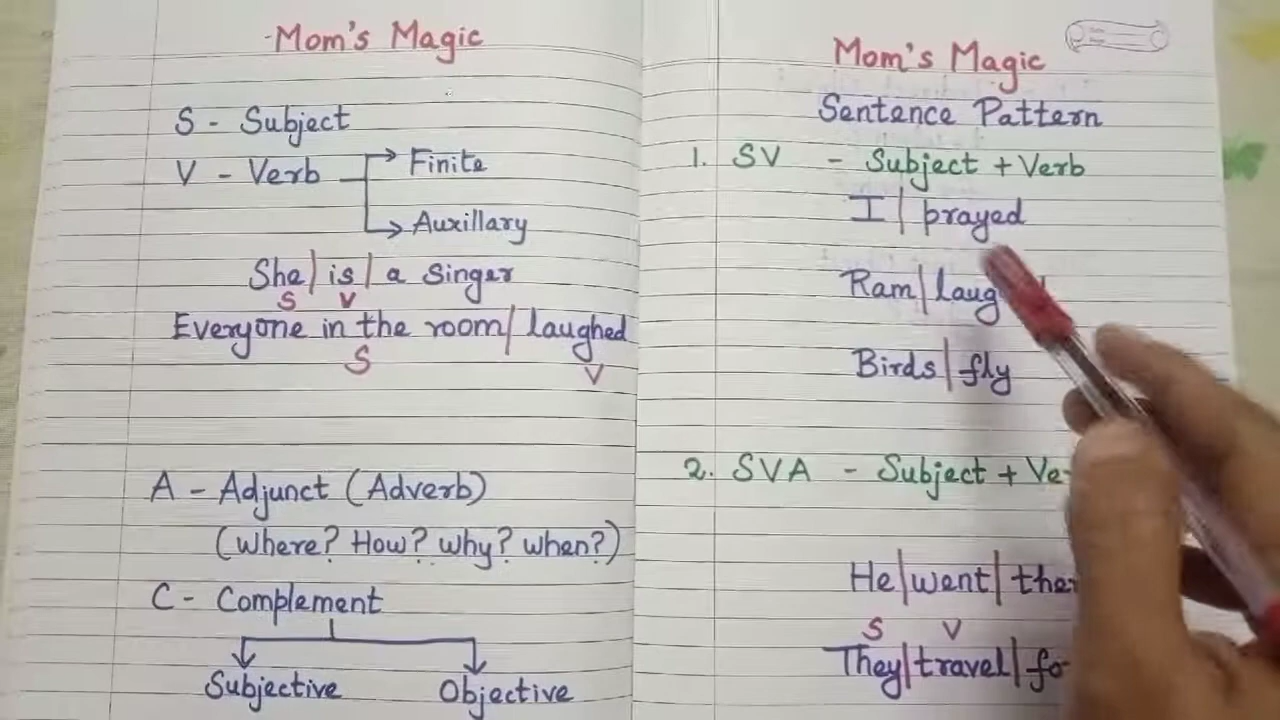 Mom's Magic
S - Subject
V - Verb
Finite
Auxillary
She | is | a singer
S V
Everyone in the room | laughed
S
V
A - Adjunct (Adverb)
(Where? How? Why? when?)
C - Complement
Subjective Objective
Mom's Magic
Sentence Pattern
1. SV - Subject + Verb
I | prayed
Ram |
Birds | fly
2. SVA - Subject +
He | went |
S V
They | travel |